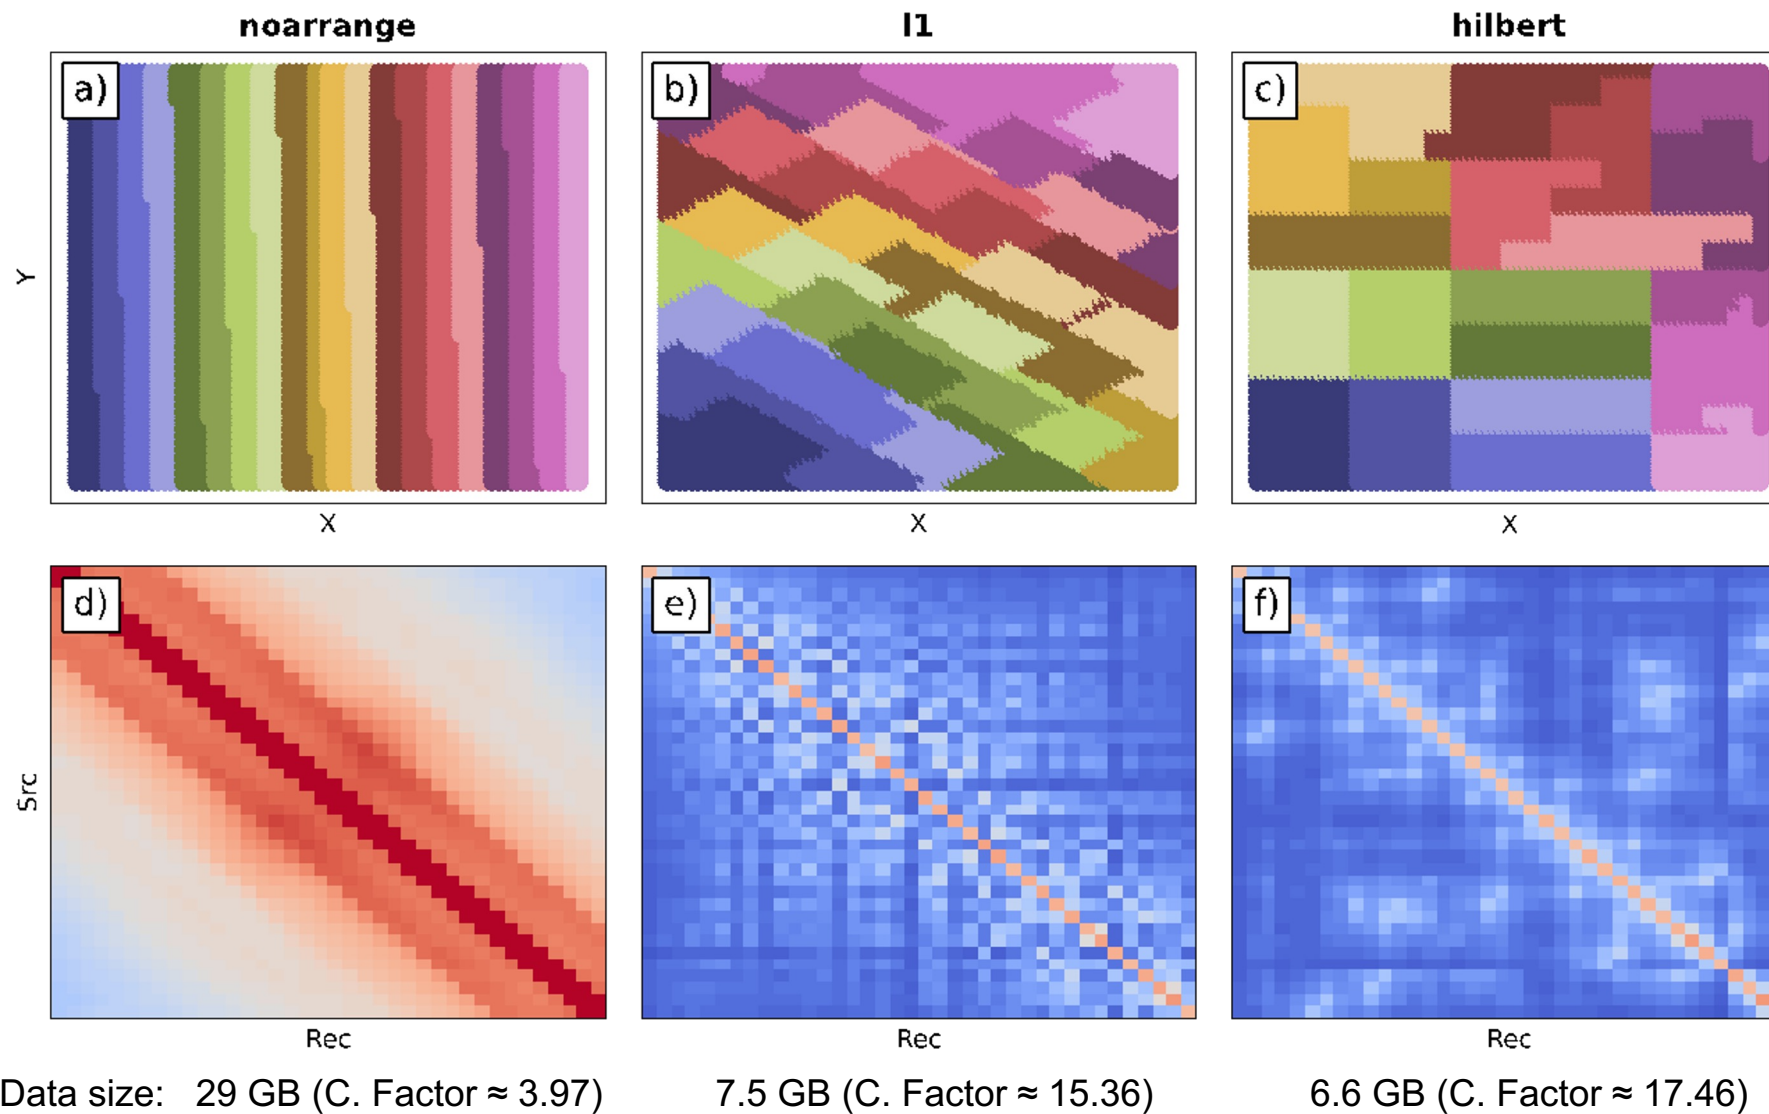 noarrange l1 hilbert
a) b) c)
Y
X X X
d) e) f)
Src
Rec Rec Rec
Data size: 29 GB (C. Factor ≈ 3.97) 7.5 GB (C. Factor ≈ 15.36) 6.6 GB (C. Factor ≈ 17.46)